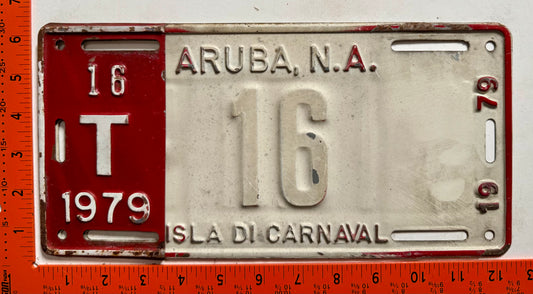 16
T
1979
ARUBA, N.A.
16
ISLA DI CARNAVAL
79
19